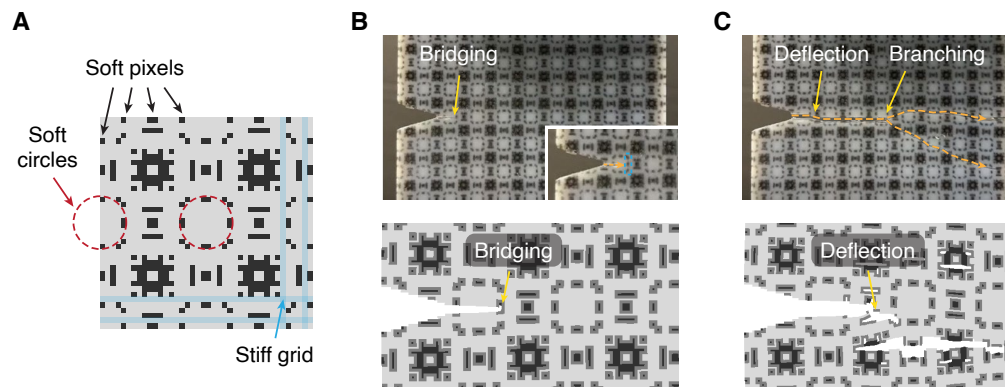 A
Soft pixels
Soft
circles
Stiff grid
B
Bridging
Bridging
C
Deflection
Branching
Deflection